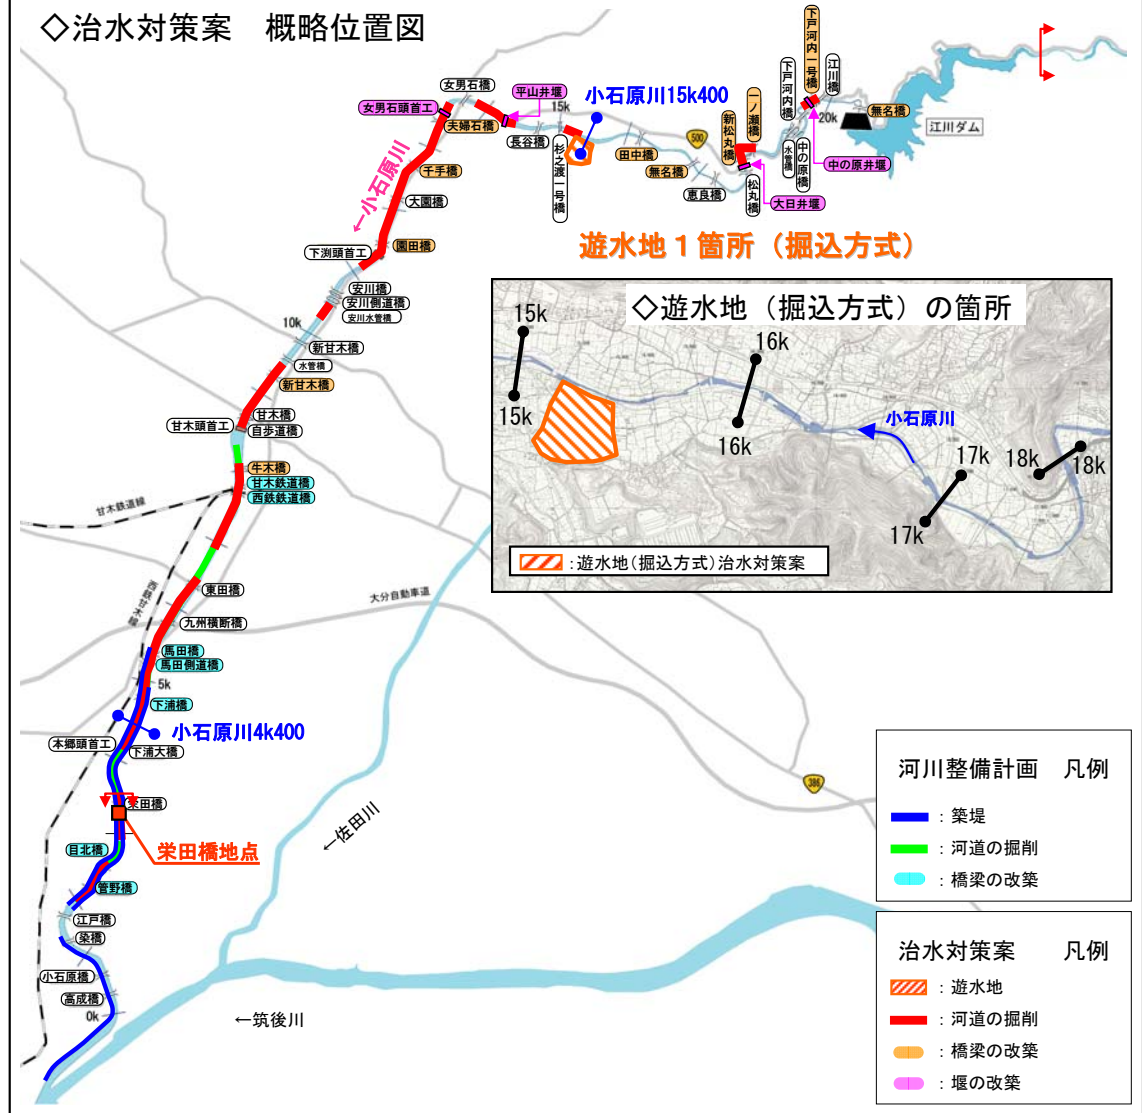 ◇治水対策案　概略位置図
女男石橋
平山井堰
小石原川15k400
女男石頭首工
夫婦石橋
15k
長谷橋
杉之渡一号橋
田中橋
無名橋
恵良橋
500
新松丸橋
一ノ瀬橋
松丸橋
大日井堰
下戸河内橋
下戸河内一号橋
江川橋
水管橋
中の原橋
20k
無名橋
中の原井堰
江川ダム
←小石原川
千手橋
大園橋
園田橋
下渕頭首工
安川橋
安川側道橋
安川水管橋
10k
新甘木橋
水管橋
新甘木橋
甘木橋
甘木頭首工
自歩道橋
牛木橋
甘木鉄道橋
西鉄鉄道橋
甘木鉄道線
西鉄甘木線
東田橋
大分自動車道
九州横断橋
馬田橋
馬田側道橋
5k
下浦橋
小石原川4k400
本郷頭首工
下浦大橋
栄田橋
栄田橋地点
目北橋
管野橋
江戸橋
染橋
小石原橋
高成橋
0k
←筑後川
←佐田川
386
遊水地１箇所（掘込方式）
◇遊水地（掘込方式）の箇所
15k
15k
16k
16k
小石原川
17k
17k
18k
18k
：遊水地(掘込方式)治水対策案
河川整備計画　凡例
：築堤
：河道の掘削
：橋梁の改築
治水対策案　凡例
：遊水地
：河道の掘削
：橋梁の改築
：堰の改築